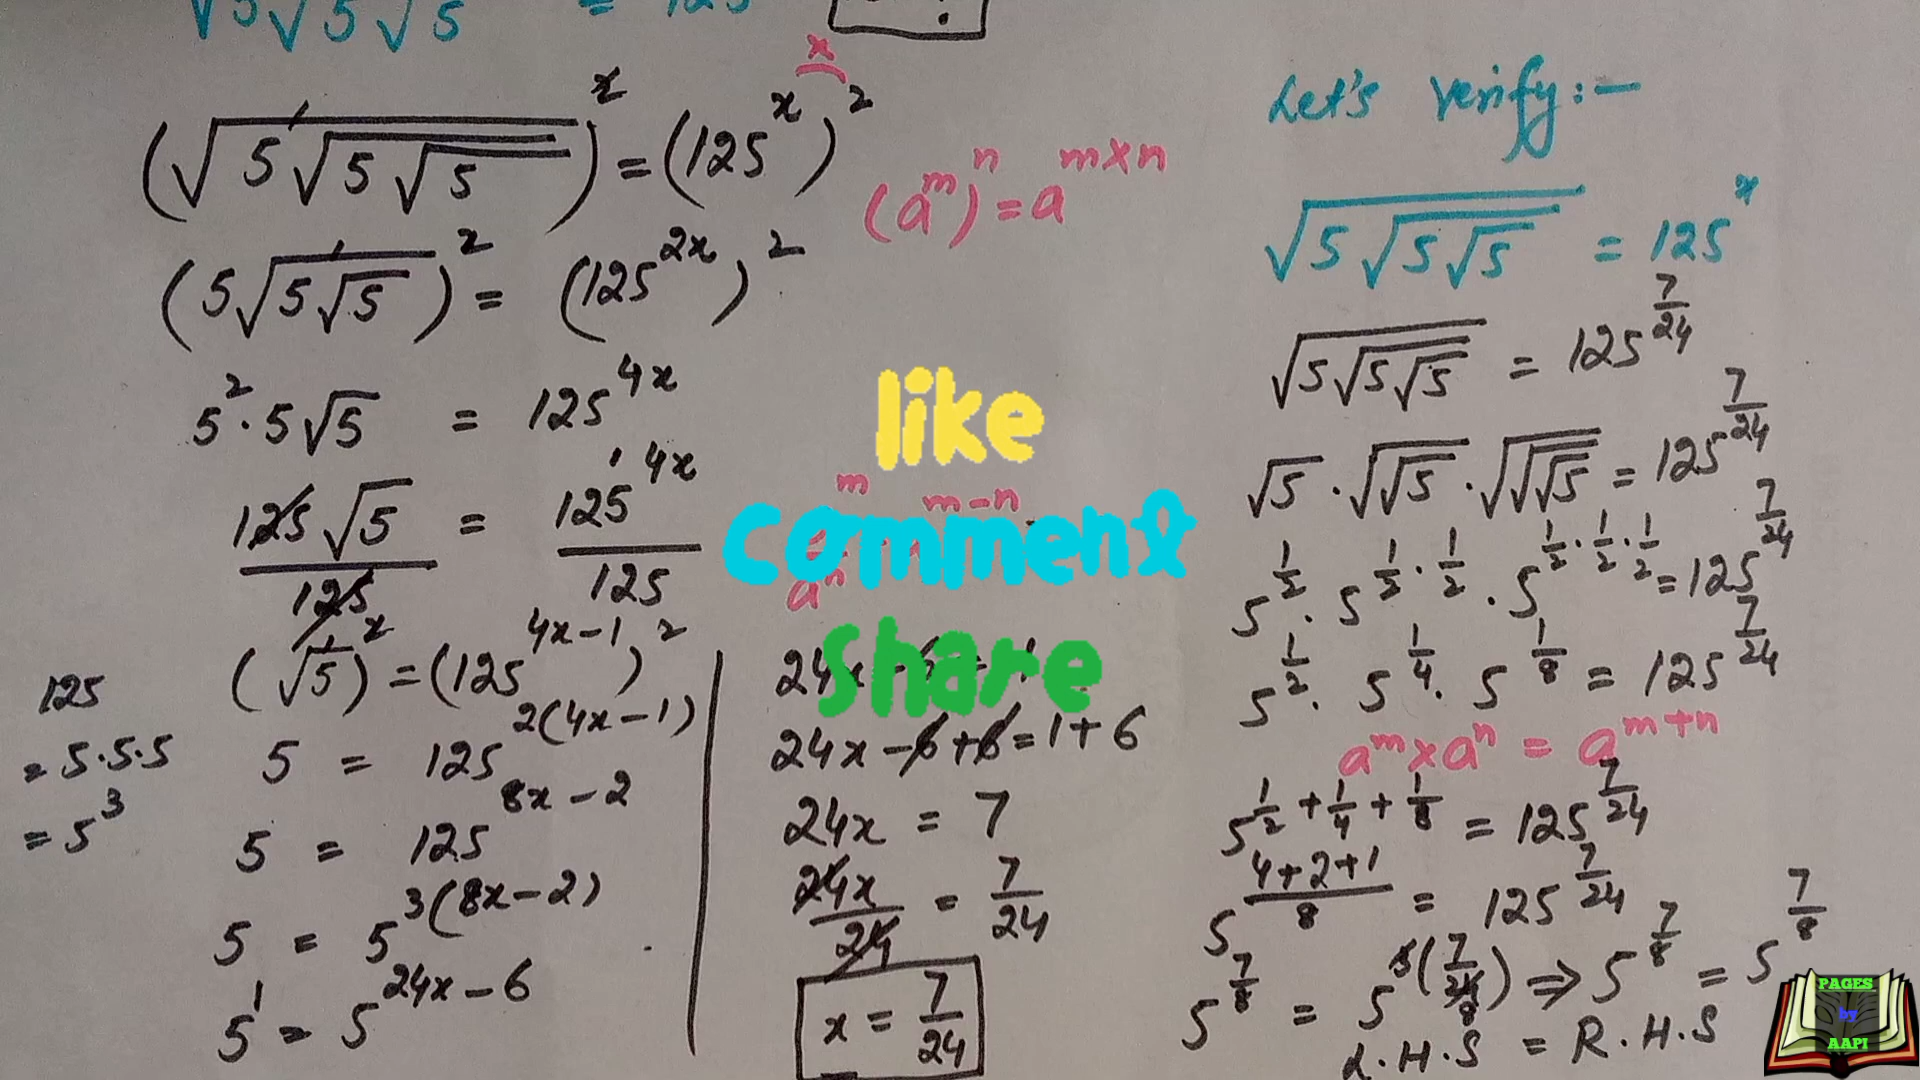 √5√5√5 = 125
(√5√5√5)² = (125^x)²
x
(a^m)^n = a^m×n
(5√5√5)² = (125^2x)²
5²·5√5 = 125^4x
125√5/125 = 125^4x/125
m m-n
a^n
(√5)² = (125^4x-1)²
5 = 125^2(4x-1)
5 = 125^8x-2
5 = 5^3(8x-2)
5¹ = 5^24x-6
125
= 5·5·5
= 5³
24x-6 = 1
24x-6+6=1+6
24x = 7
24x/24 = 7/24
x = 7/24
Let's verify:-
√5√5√5 = 125^x
√5√5√5 = 125^7/24
√5 · √√5 · √√√5 = 125^7/24
5^1/2 · 5^1/2·1/2 · 5^1/2·1/2·1/2 = 125^7/24
5^1/2 · 5^1/4 · 5^1/8 = 125^7/24
a^m×a^n = a^m+n
5^1/2+1/4+1/8 = 125^7/24
5^4+2+1/8 = 125^7/24
5^7/8 = 5^3(7/24) 8 ⇒ 5^7/8 = 5^7/8
L.H.S = R.H.S
like
comment
share
PAGES
by
AAPI